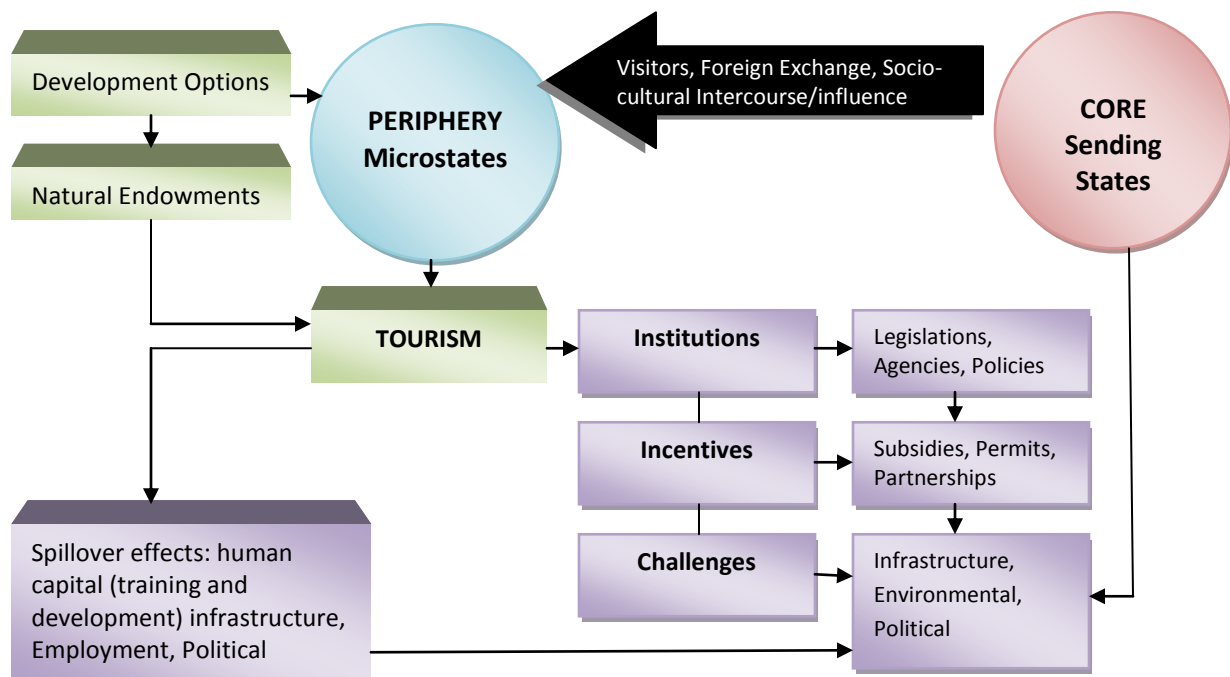 Development Options
Natural Endowments
PERIPHERY
Microstates
Visitors, Foreign Exchange, Socio-
cultural Intercourse/influence
CORE
Sending
States
TOURISM
Institutions
Legislations,
Agencies, Policies
Incentives
Subsidies, Permits,
Partnerships
Challenges
Infrastructure,
Environmental,
Political
Spillover effects: human
capital (training and
development) infrastructure,
Employment, Political